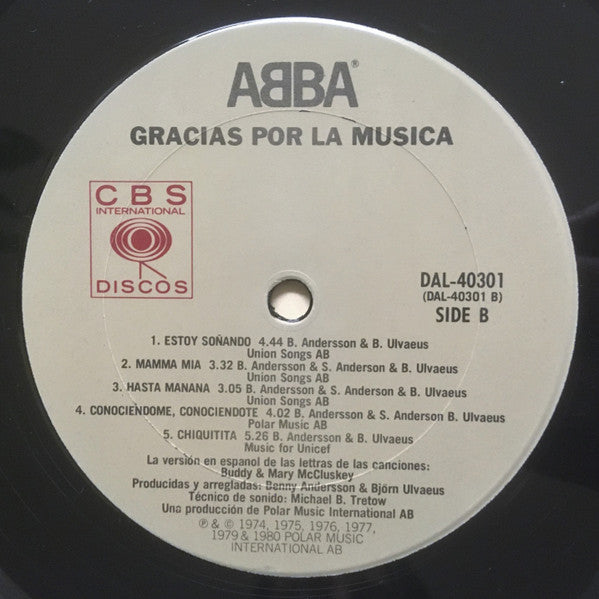 ABBA®
GRACIAS POR LA MUSICA
CBS
INTERNATIONAL
DISCOS
DAL-40301
(DAL-40301 B)
SIDE B
1. ESTOY SOÑANDO 4.44 B. Andersson & B. Ulvaeus
Union Songs AB
2. MAMMA MIA 3.32 B. Andersson & S. Anderson B. Ulvaeus
Union Songs AB
3. HASTA MANANA 3.05 B. Andersson & S. Anderson & B. Ulvaeus
Union Songs AB
4. CONOCIENDOME, CONOCIENDOTE 4.02 B. Andersson & S. Anderson B. Ulvaeus
Polar Music AB
5. CHIQUITITA 5.26 B. Andersson & B. Ulvaeus
Music for Unicef
La versión en espanol de las letras de las canciones:
Buddy & Mary McCluskey
Producidas y arregladas: Benny Andersson & Björn Ulvaeus
Técnico de sonido: Michael B. Tretow
Una producción de Polar Music International AB
℗ & © 1974, 1975, 1976, 1977,
1979 & 1980 POLAR MUSIC
INTERNATIONAL AB